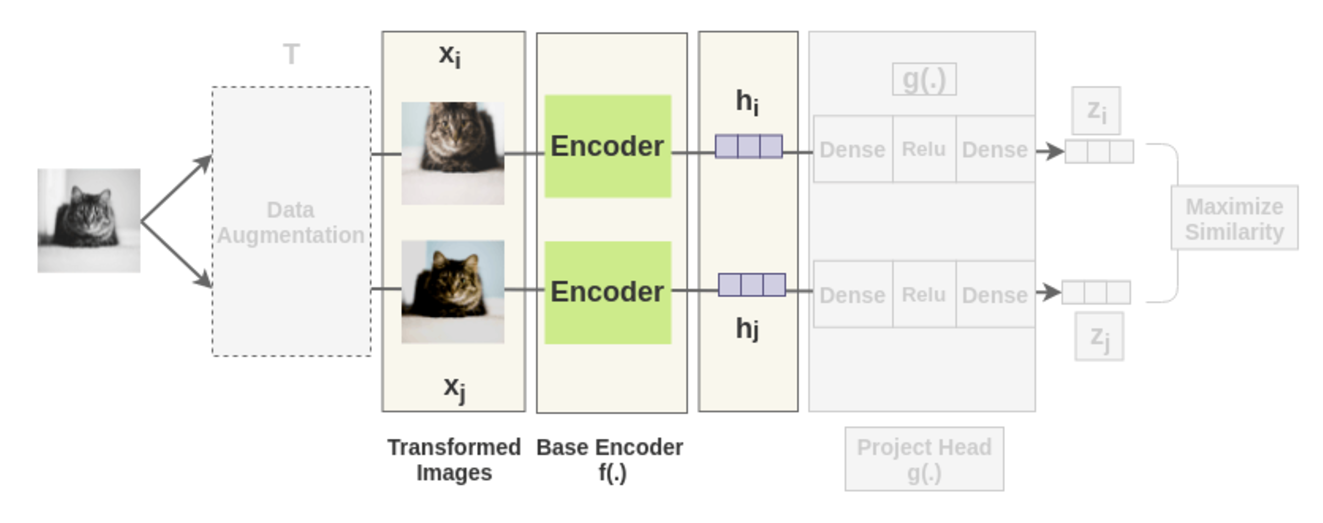 T
xi
hi
g(.)
zi
Encoder
Dense
Relu
Dense
Data
Augmentation
Maximize
Similarity
Encoder
Dense
Relu
Dense
hj
zj
xj
Transformed
Images
Base Encoder
f(.)
Project Head
g(.)